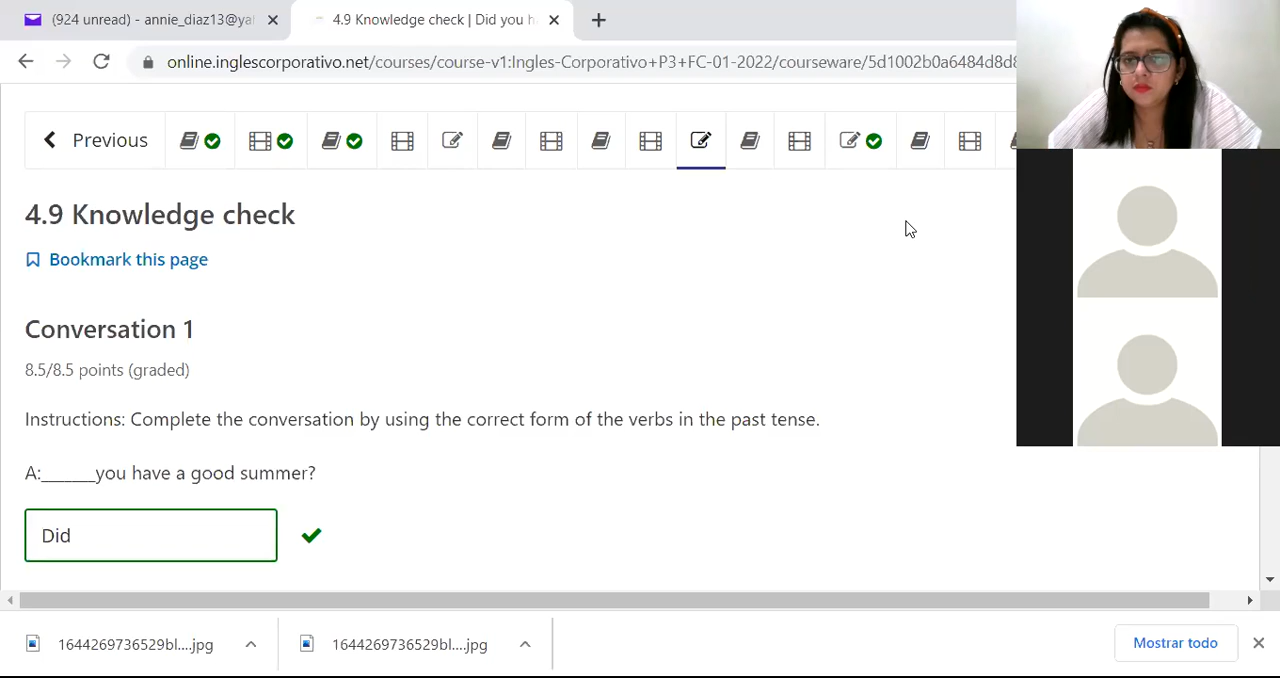 (924 unread) - annie_diaz13@ya
4.9 Knowledge check | Did you h
online.inglescorporativo.net/courses/course-v1:Ingles-Corporativo+P3+FC-01-2022/courseware/5d1002b0a6484d8d8
Previous
4.9 Knowledge check
Bookmark this page
Conversation 1
8.5/8.5 points (graded)
Instructions: Complete the conversation by using the correct form of the verbs in the past tense.
A:______you have a good summer?
Did
1644269736529bl....jpg
1644269736529bl....jpg
Mostrar todo